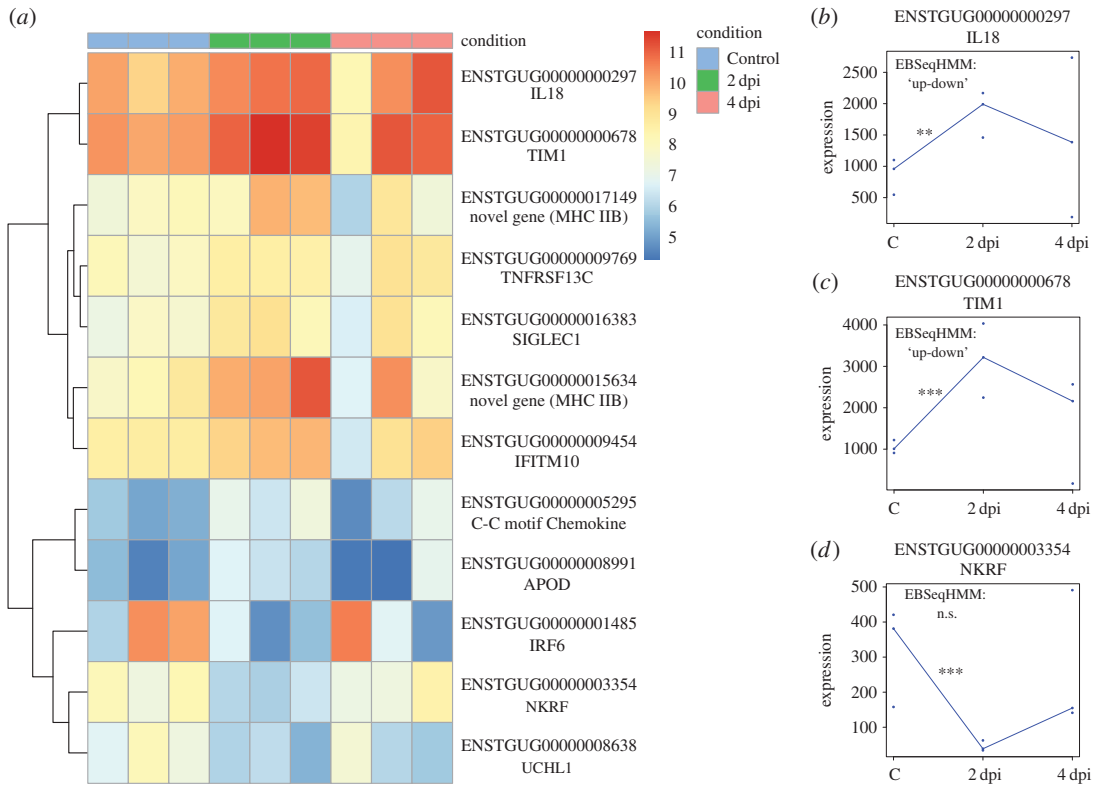 (a)
condition
ENSTGUG00000000297
IL18
ENSTGUG00000000678
TIM1
ENSTGUG00000017149
novel gene (MHC IIB)
ENSTGUG00000009769
TNFRSF13C
ENSTGUG00000016383
SIGLEC1
ENSTGUG00000015634
novel gene (MHC IIB)
ENSTGUG00000009454
IFITM10
ENSTGUG00000005295
C-C motif Chemokine
ENSTGUG00000008991
APOD
ENSTGUG00000001485
IRF6
ENSTGUG00000003354
NKRF
ENSTGUG00000008638
UCHL1
11
10
9
8
7
6
5
condition
Control
2 dpi
4 dpi
(b)
ENSTGUG00000000297
IL18
EBSeqHMM:
‘up-down’
**
expression
2500
2000
1500
1000
500
C
2 dpi
4 dpi
(c)
ENSTGUG00000000678
TIM1
EBSeqHMM:
‘up-down’
***
expression
4000
3000
2000
1000
C
2 dpi
4 dpi
(d)
ENSTGUG00000003354
NKRF
EBSeqHMM:
n.s.
***
expression
500
400
300
200
100
C
2 dpi
4 dpi